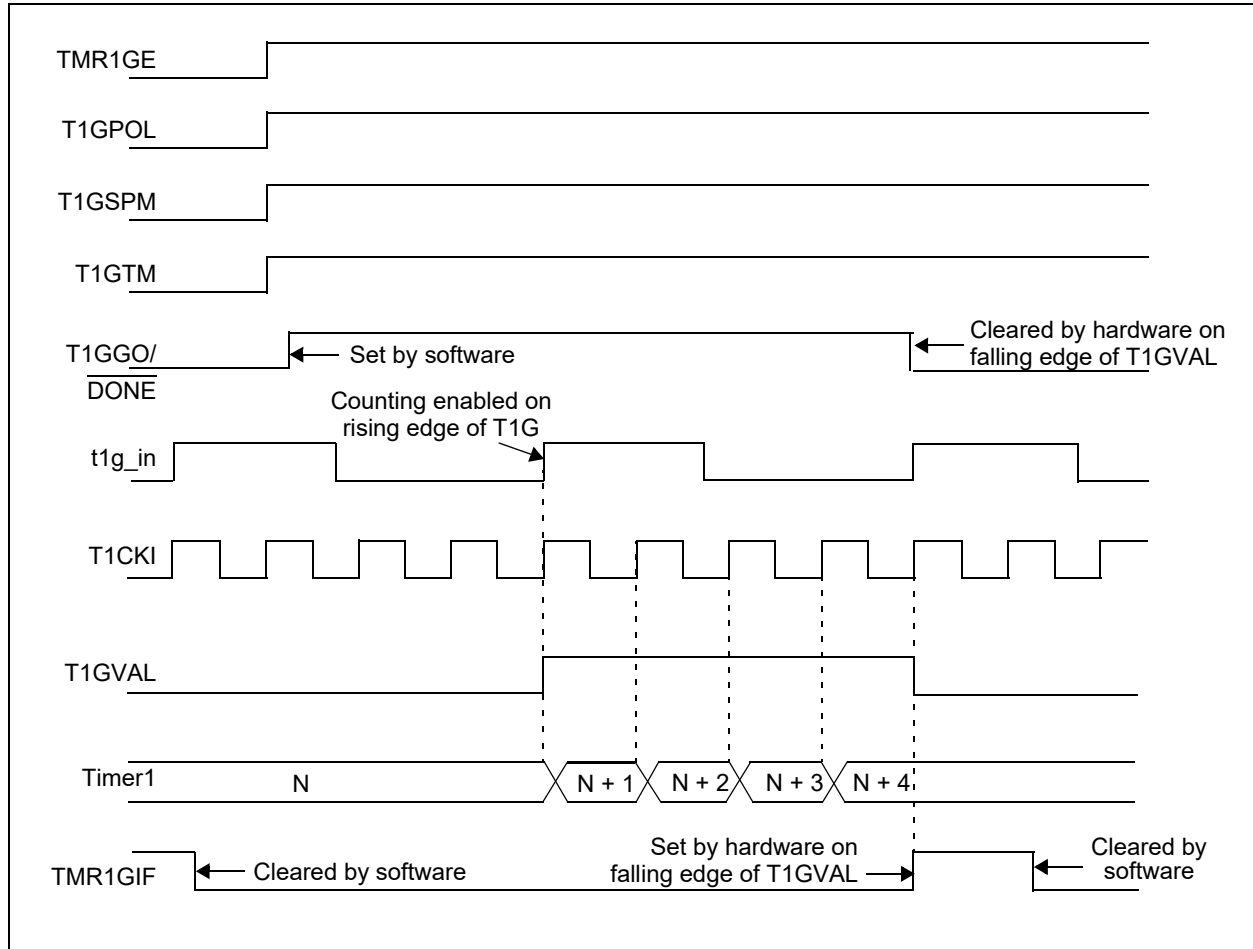 TMR1GE
T1GPOL
T1GSPM
T1GTM
T1GGO/
DONE
Set by software
Cleared by hardware on
falling edge of T1GVAL
Counting enabled on
rising edge of T1G
t1g_in
T1CKI
T1GVAL
Timer1
N
N + 1
N + 2
N + 3
N + 4
TMR1GIF
Cleared by software
Set by hardware on
falling edge of T1GVAL
Cleared by
software